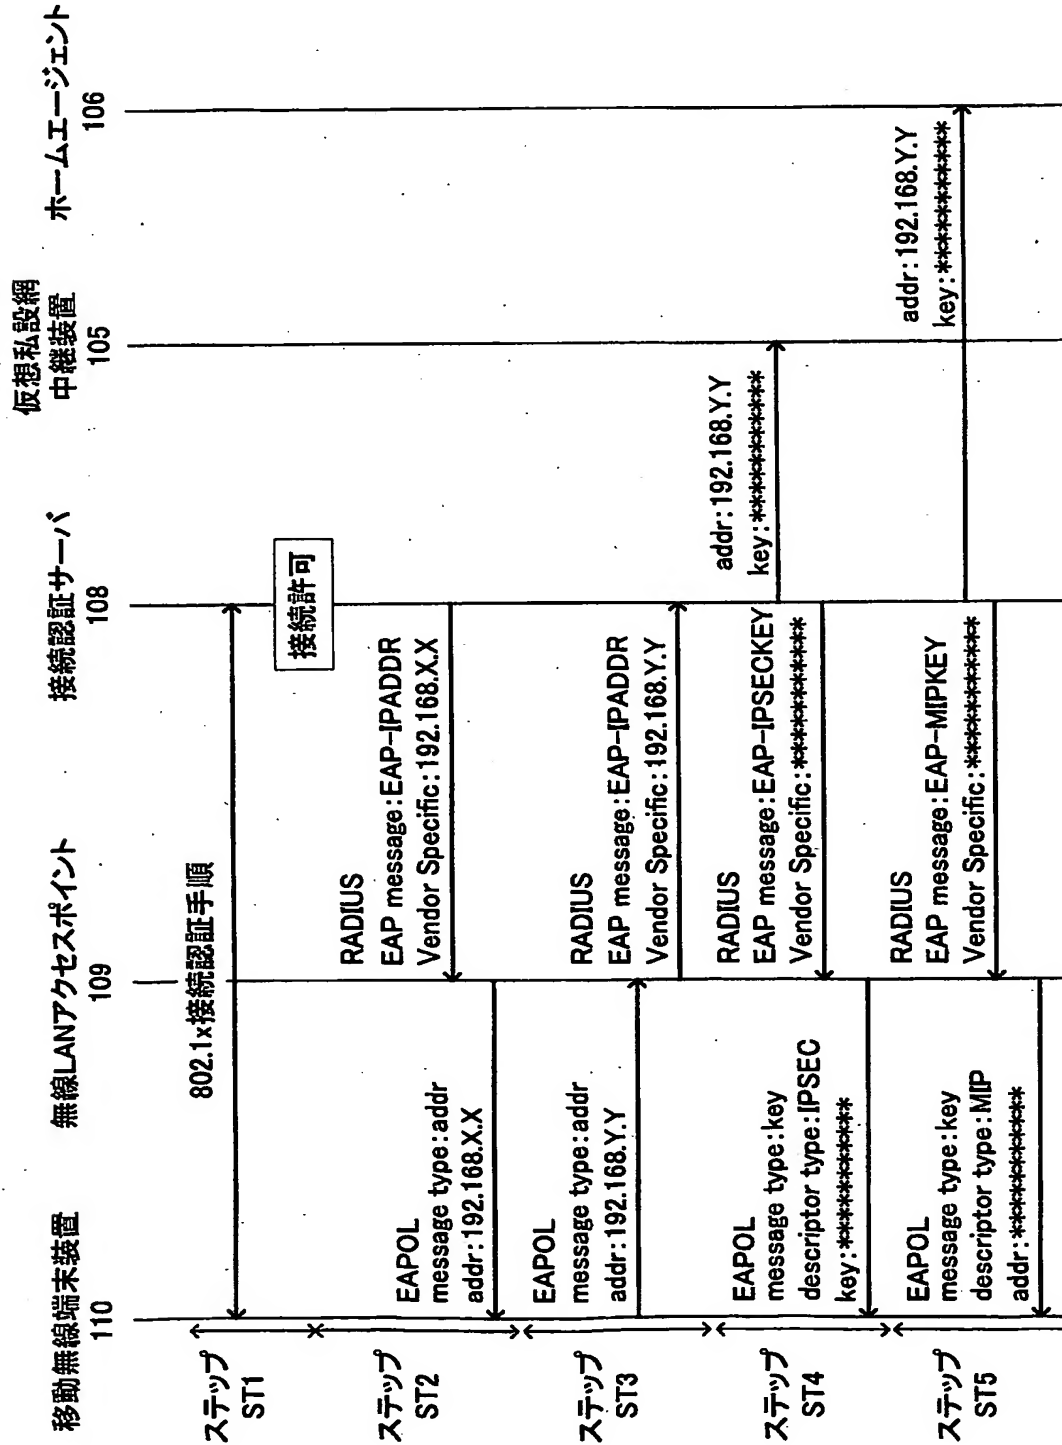 移動無線端末装置
110
無線LANアクセスポイント
109
接続認証サーバ
108
仮想私設網
中継装置
105
ホームエージェント
106
ステップ
ST1
802.1x接続認証手順
接続許可
ステップ
ST2
RADIUS
EAP message:EAP-IPADDR
Vendor Specific:192.168.X.X
EAPOL
message type:addr
addr:192.168.X.X
ステップ
ST3
EAPOL
message type:addr
addr:192.168.Y.Y
RADIUS
EAP message:EAP-IPADDR
Vendor Specific:192.168.Y.Y
ステップ
ST4
addr:192.168.Y.Y
key:**********
RADIUS
EAP message:EAP-IPSECKEY
Vendor Specific:**********
EAPOL
message type:key
descriptor type:IPSEC
key:**********
ステップ
ST5
addr:192.168.Y.Y
key:**********
RADIUS
EAP message:EAP-MIPKEY
Vendor Specific:**********
EAPOL
message type:key
descriptor type:MIP
addr:**********